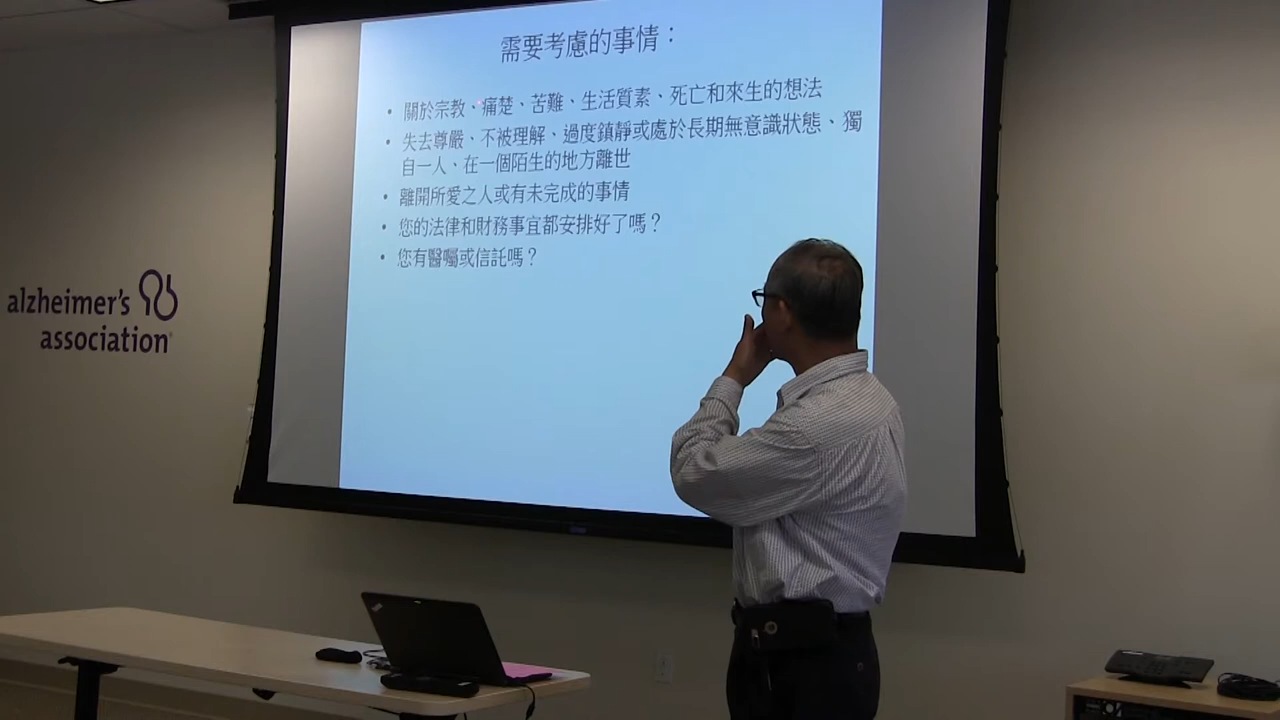 需要考慮的事情：
• 關於宗教、痛楚、苦難、生活質素、死亡和來生的想法
• 失去尊嚴、不被理解、過度鎮靜或處於長期無意識狀態、獨
自一人、在一個陌生的地方離世
• 離開所愛之人或有未完成的事情
• 您的法律和財務事宜都安排好了嗎？
• 您有醫囑或信託嗎？
alzheimer's
association